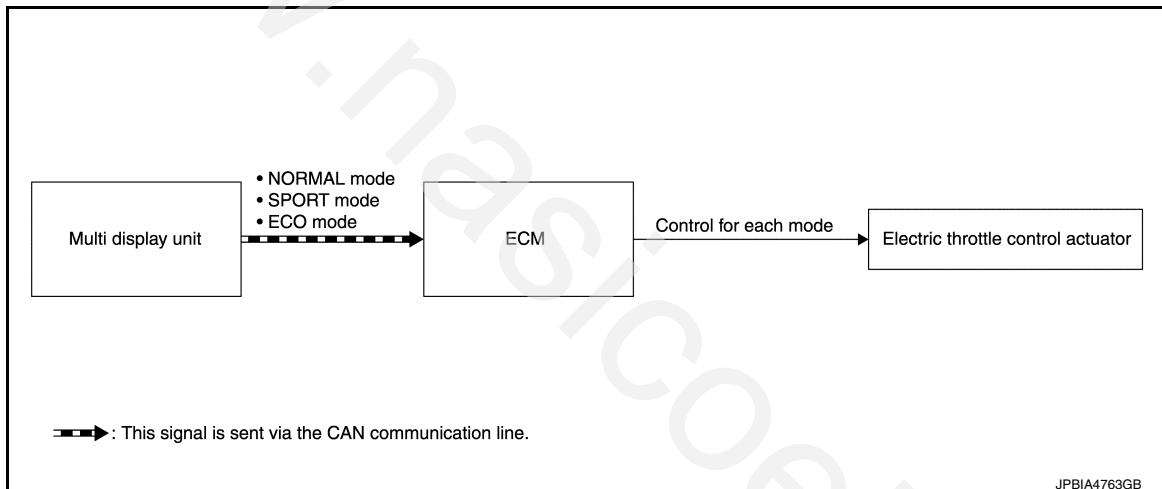 • NORMAL mode
• SPORT mode
• ECO mode
Multi display unit
ECM
Control for each mode
Electric throttle control actuator
: This signal is sent via the CAN communication line.
JPBIA4763GB